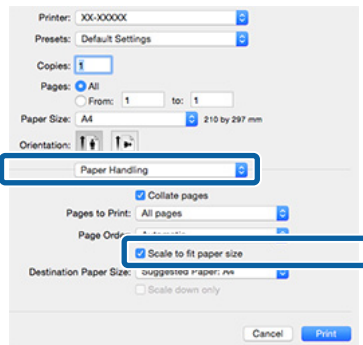 Printer: XX-XXXXX
Presets: Default Settings
Copies: 1
Pages: All
From: 1 to: 1
Paper Size: A4 210 by 297 mm
Orientation:
Paper Handling
Collate pages
Pages to Print: All pages
Page Order: Automatic
Scale to fit paper size
Destination Paper Size: Suggested Paper: A4
Scale down only
Cancel Print